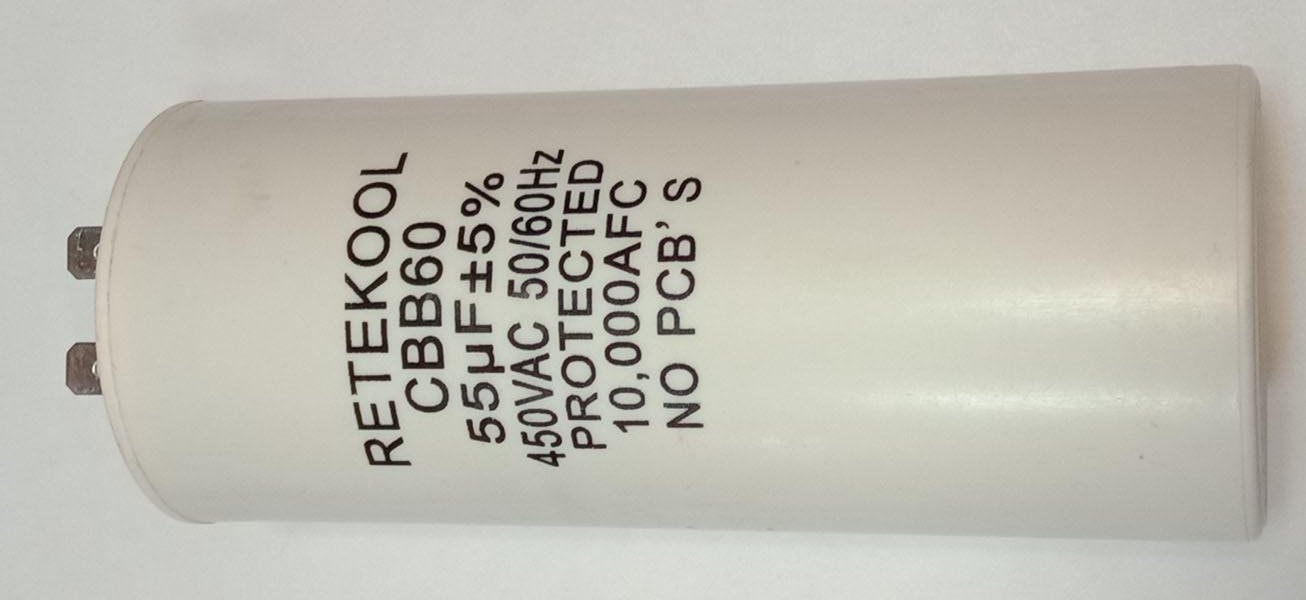 RETEKOOL
CBB60
55μF±5%
450VAC 50/60Hz
PROTECTED
10,000AFC
NO PCB'S